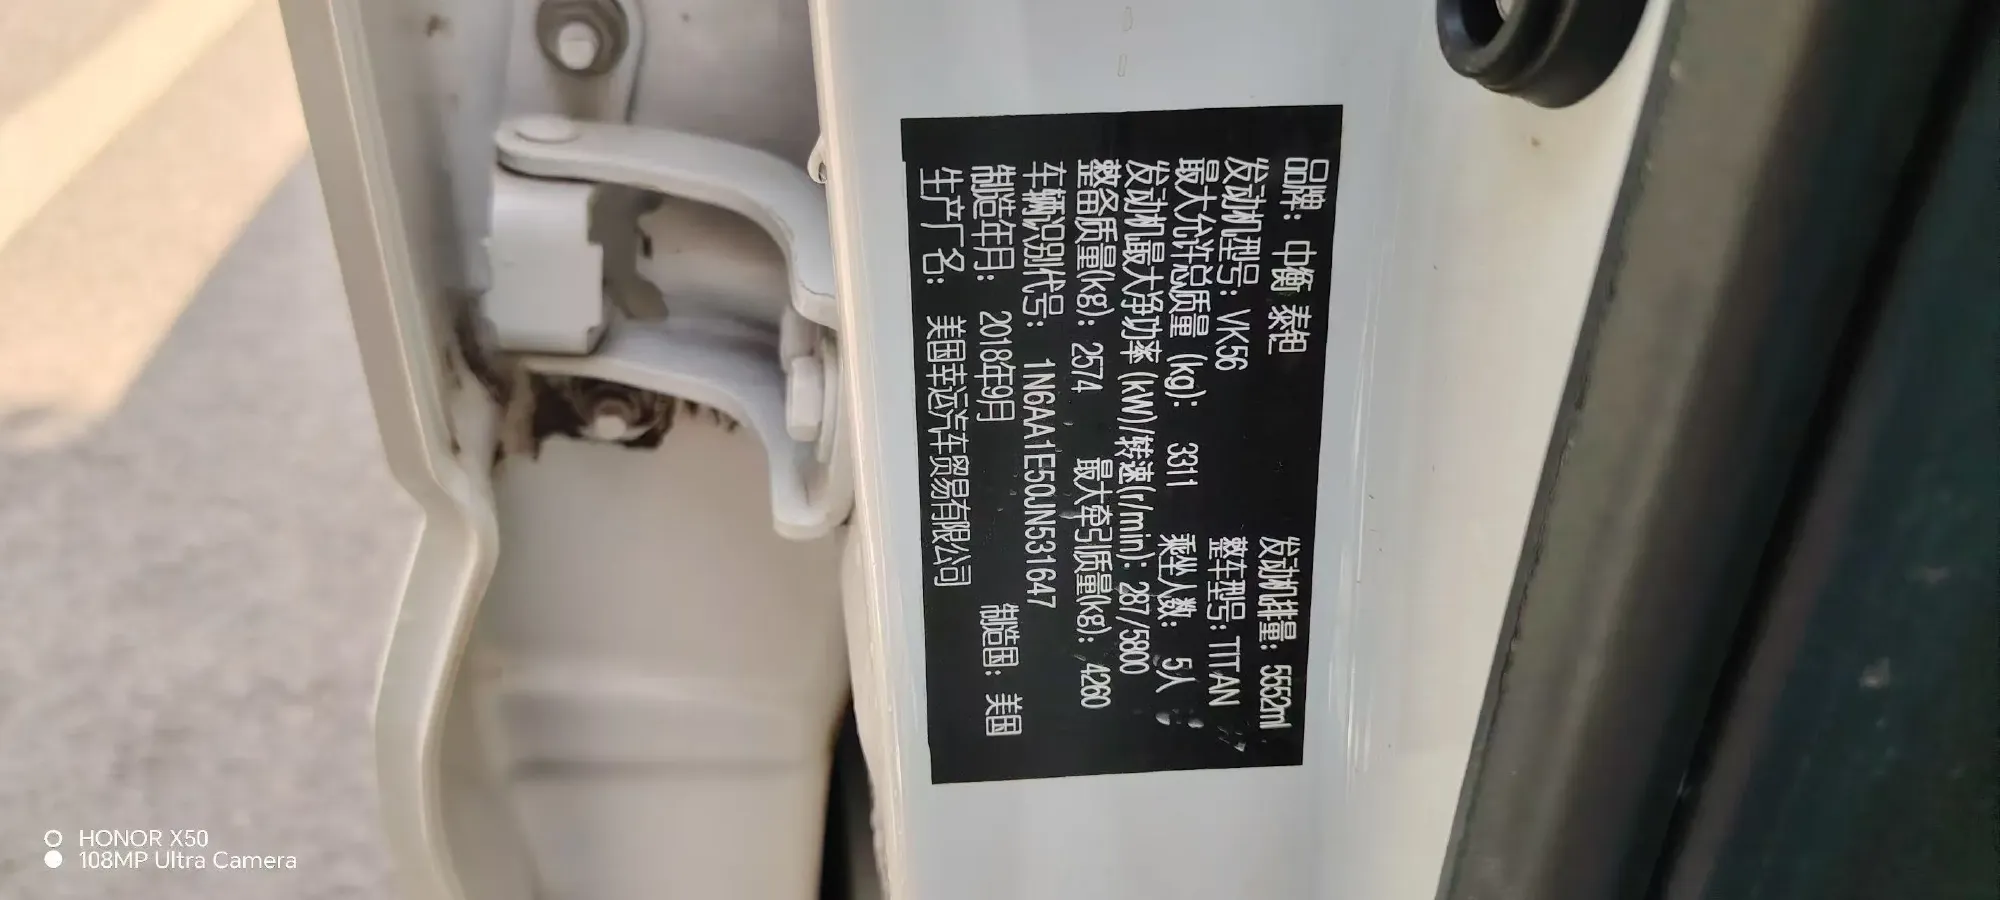 品牌：中衡 泰钽 发动机排量：5552ml
发动机型号：VK56 整车型号：TITAN
最大允许总质量 (kg)： 3311 乘坐人数： 5人
发动机最大净功率 (kW)/转速(r/min)：287/5800
整备质量(kg)：2574 最大牵引质量(kg)：4260
车辆识别代号： 1N6AA1E50JN531647
制造年月： 2018年9月 制造国：美国
生产厂名： 美国幸运汽车贸易有限公司
HONOR X50
108MP Ultra Camera